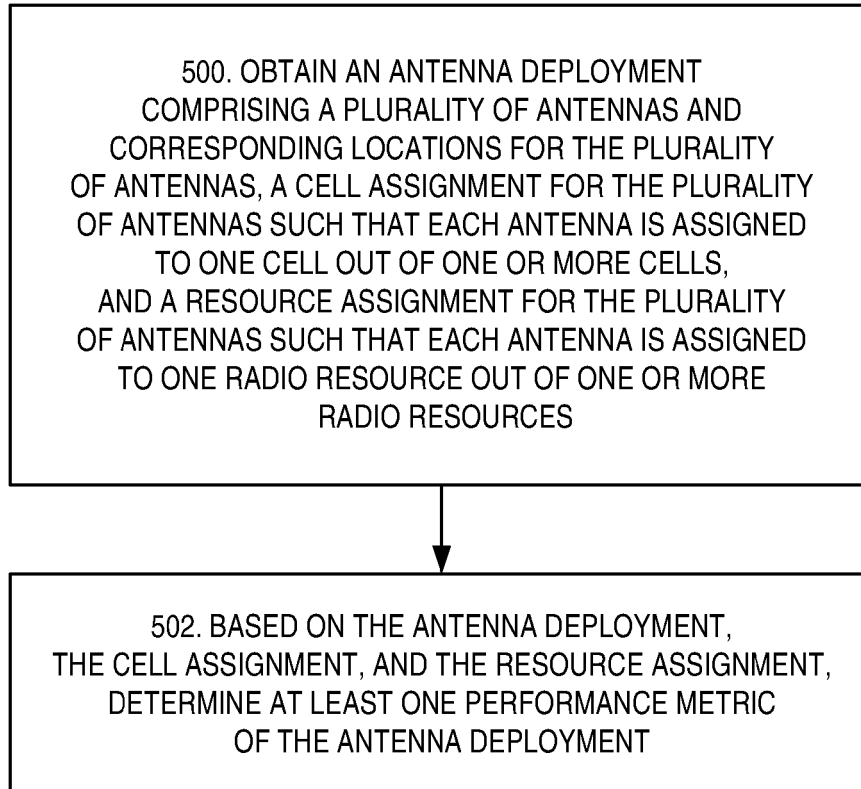 500. OBTAIN AN ANTENNA DEPLOYMENT
COMPRISING A PLURALITY OF ANTENNAS AND
CORRESPONDING LOCATIONS FOR THE PLURALITY
OF ANTENNAS, A CELL ASSIGNMENT FOR THE PLURALITY
OF ANTENNAS SUCH THAT EACH ANTENNA IS ASSIGNED
TO ONE CELL OUT OF ONE OR MORE CELLS,
AND A RESOURCE ASSIGNMENT FOR THE PLURALITY
OF ANTENNAS SUCH THAT EACH ANTENNA IS ASSIGNED
TO ONE RADIO RESOURCE OUT OF ONE OR MORE
RADIO RESOURCES
502. BASED ON THE ANTENNA DEPLOYMENT,
THE CELL ASSIGNMENT, AND THE RESOURCE ASSIGNMENT,
DETERMINE AT LEAST ONE PERFORMANCE METRIC
OF THE ANTENNA DEPLOYMENT